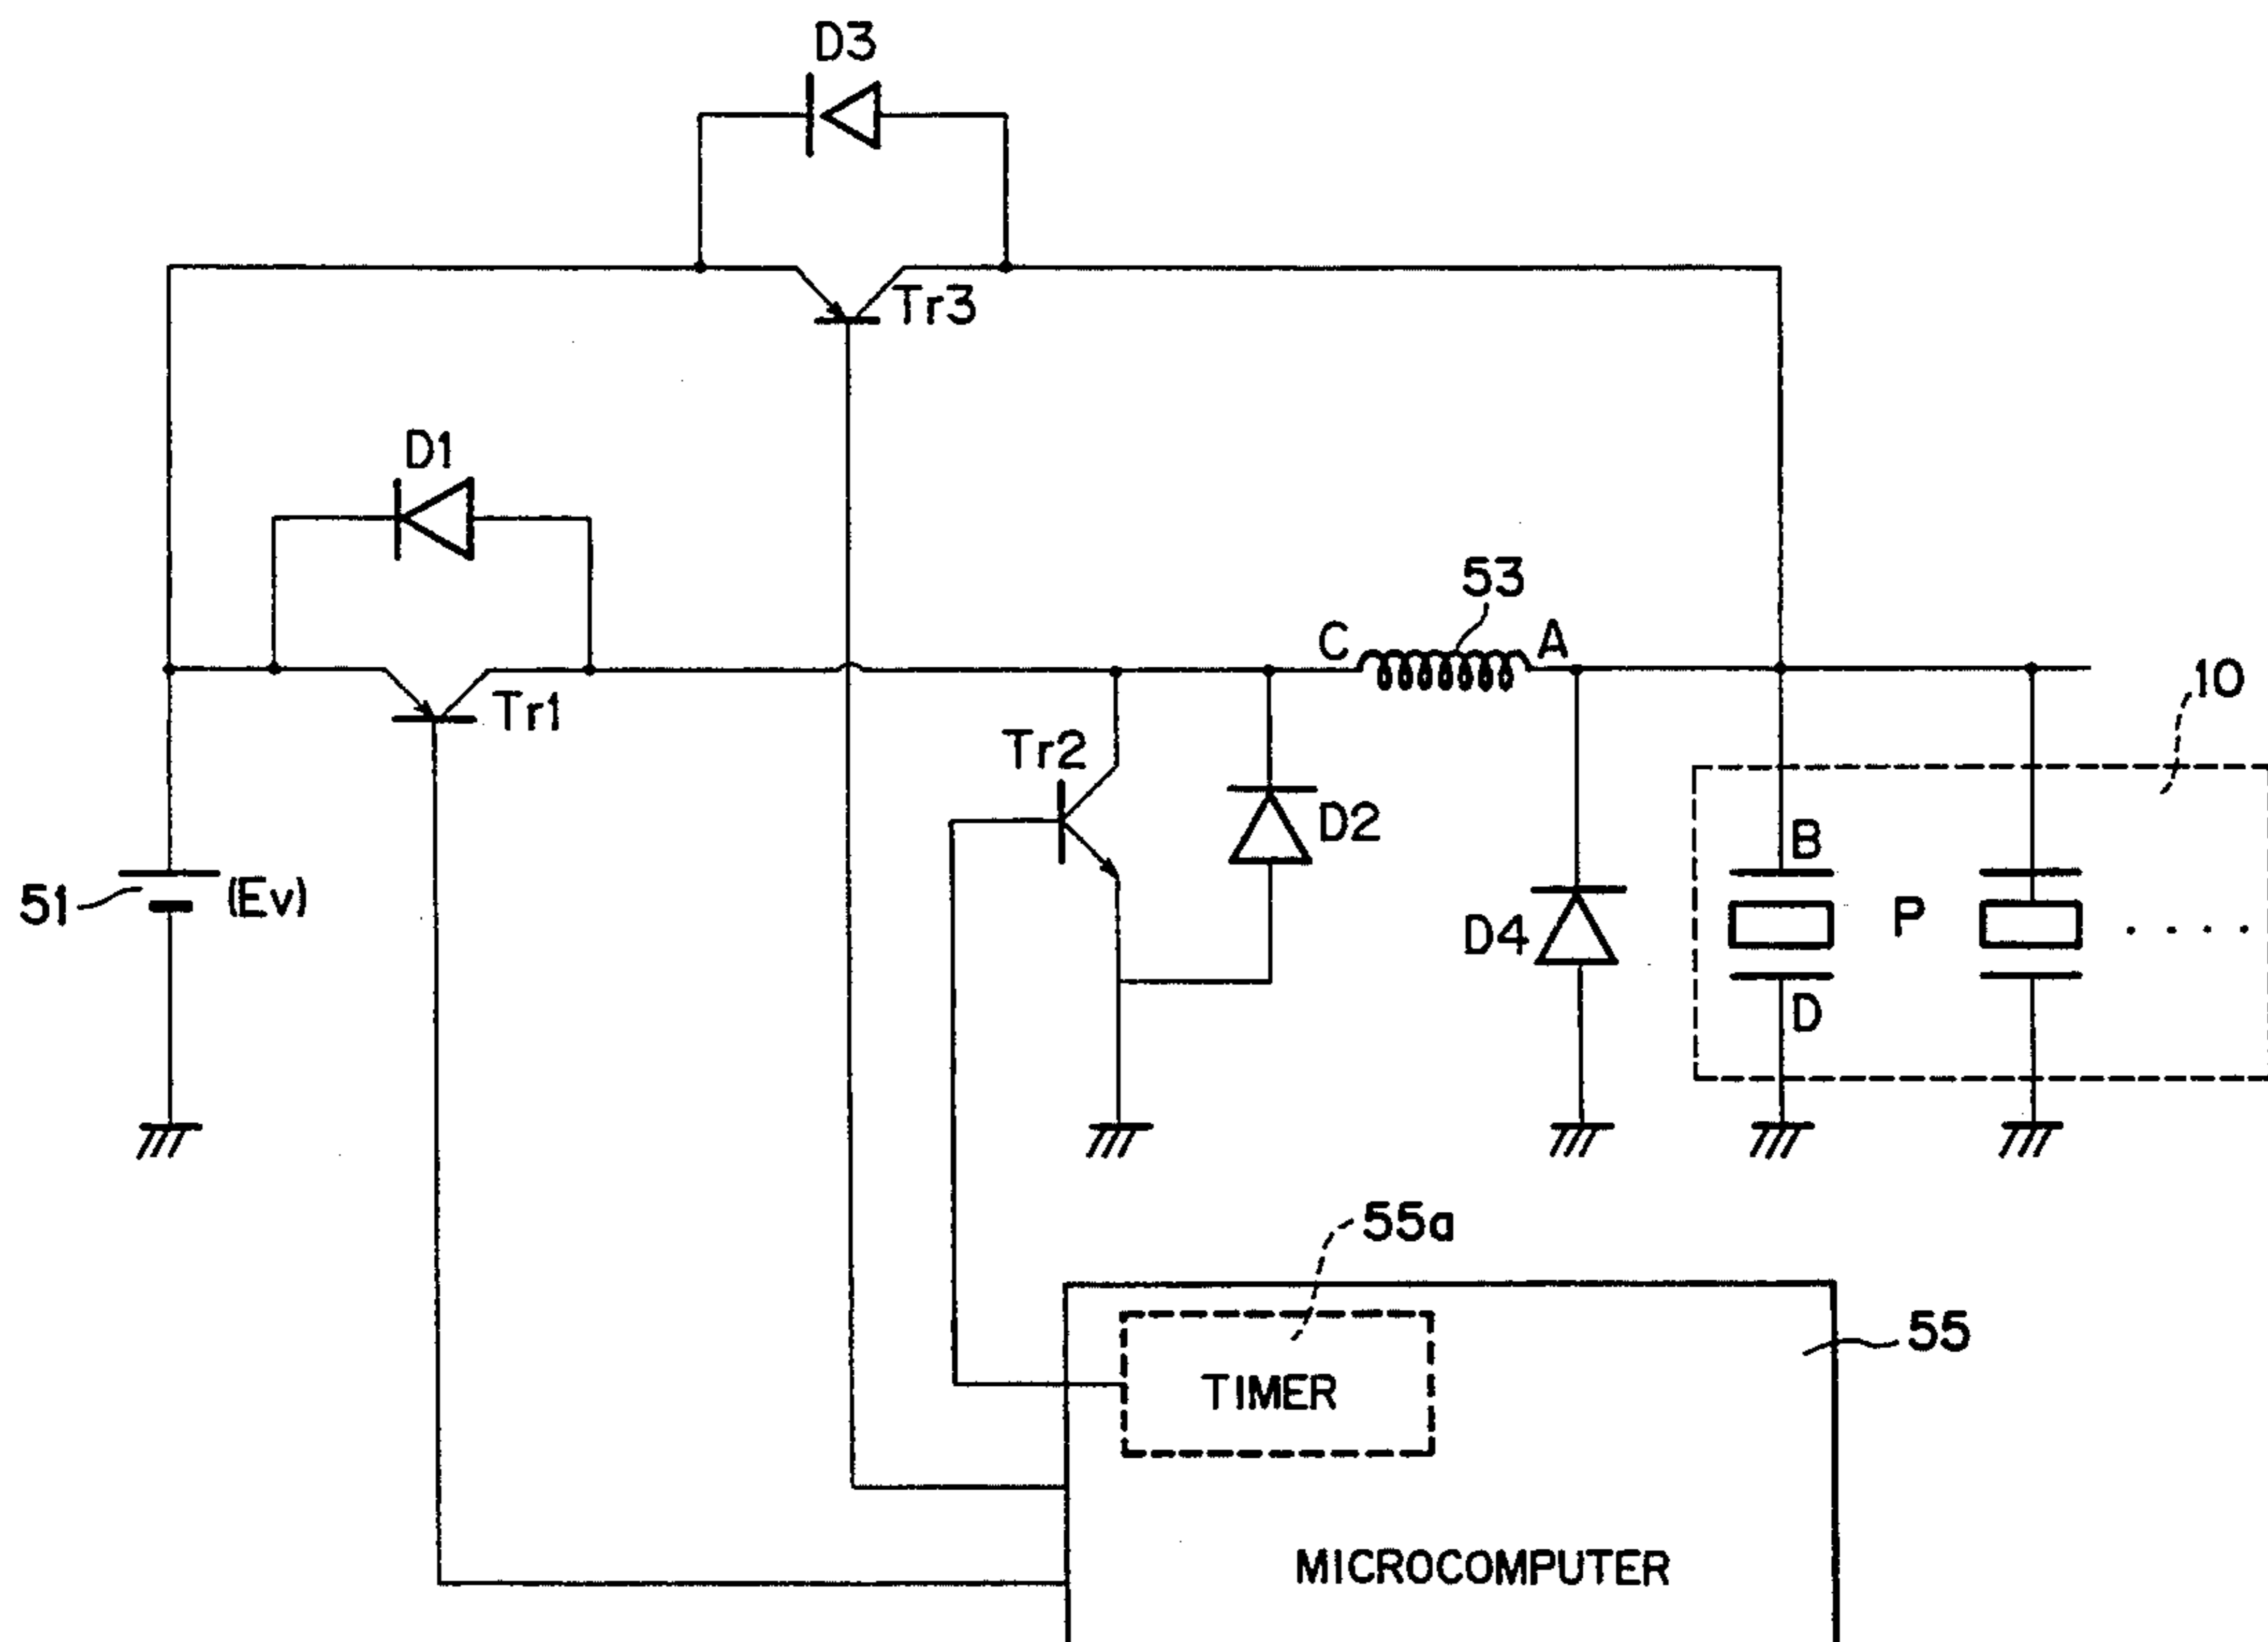 D3
Tr3
D1
53
C
A
10
Tr1
Tr2
D2
B
51
(Ev)
D4
P
D
55a
55
TIMER
MICROCOMPUTER